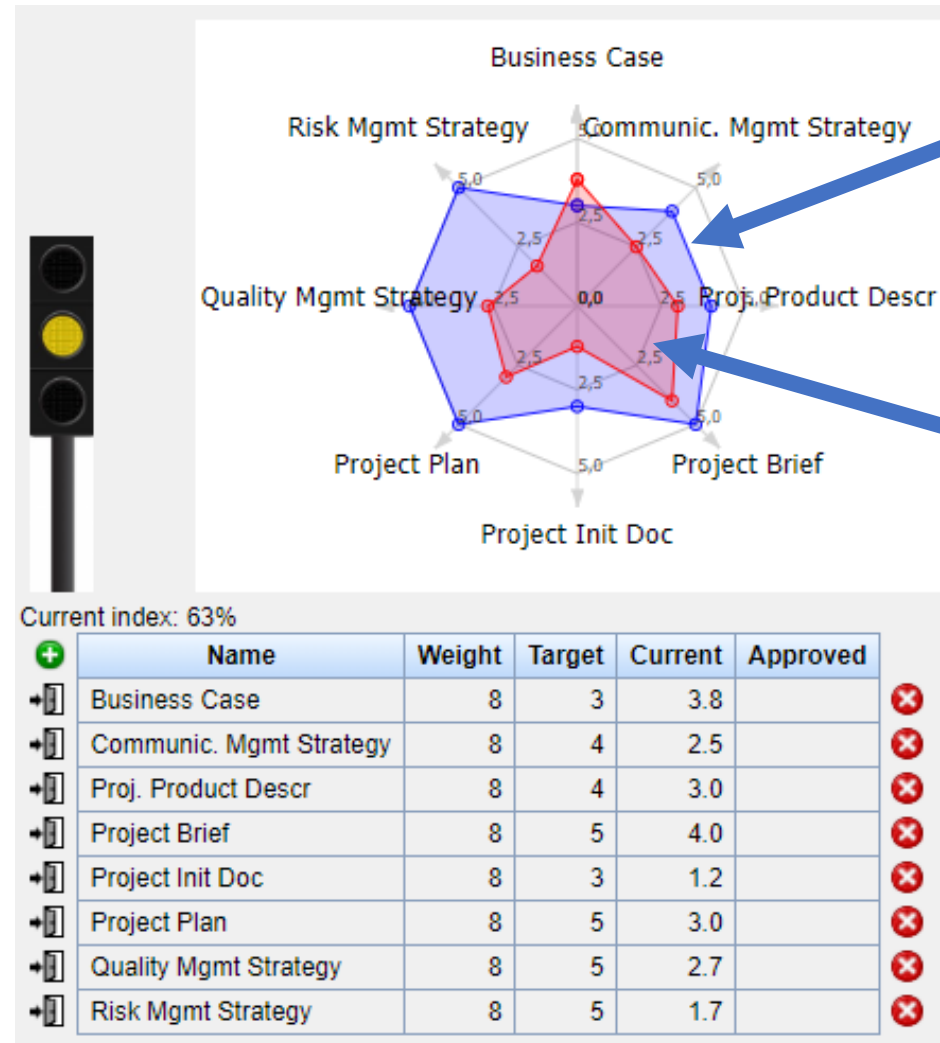 Business Case
Risk Mgmt Strategy
Communic. Mgmt Strategy
5,0
5,0
5,0
2,5
2,5
2,5
Quality Mgmt Strategy
2,5
0,0
2,5
Proj. Product Descr
5,0
2,5
2,5
2,5
5,0
5,0
Project Plan
5,0
Project Brief
Project Init Doc
Current index: 63%
Name Weight Target Current Approved
Business Case 8 3 3.8
Communic. Mgmt Strategy 8 4 2.5
Proj. Product Descr 8 4 3.0
Project Brief 8 5 4.0
Project Init Doc 8 3 1.2
Project Plan 8 5 3.0
Quality Mgmt Strategy 8 5 2.7
Risk Mgmt Strategy 8 5 1.7